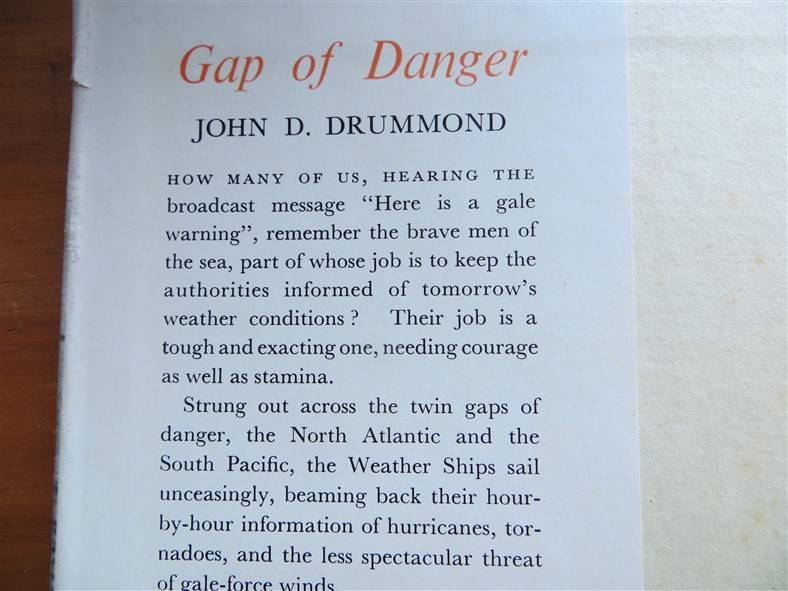 Gap of Danger
JOHN D. DRUMMOND
HOW MANY OF US, HEARING THE
broadcast message “Here is a gale
warning”, remember the brave men of
the sea, part of whose job is to keep the
authorities informed of tomorrow’s
weather conditions? Their job is a
tough and exacting one, needing courage
as well as stamina.
Strung out across the twin gaps of
danger, the North Atlantic and the
South Pacific, the Weather Ships sail
unceasingly, beaming back their hour-
by-hour information of hurricanes, tor-
nadoes, and the less spectacular threat
of gale-force winds.